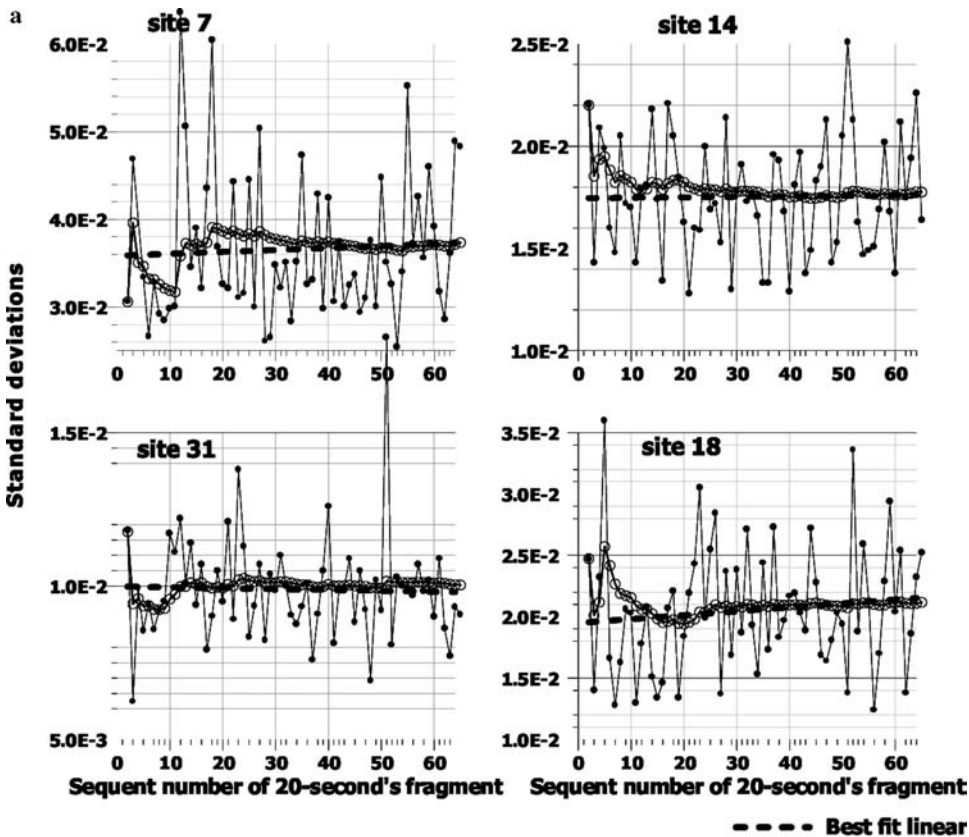 a
site 7
site 14
Standard deviations
6.0E-2
5.0E-2
4.0E-2
3.0E-2
0 10 20 30 40 50 60
2.5E-2
2.0E-2
1.5E-2
1.0E-2
0 10 20 30 40 50 60
site 31
site 18
1.5E-2
1.0E-2
5.0E-3
0 10 20 30 40 50 60
3.5E-2
3.0E-2
2.5E-2
2.0E-2
1.5E-2
1.0E-2
0 10 20 30 40 50 60
Sequent number of 20-second's fragment
Sequent number of 20-second's fragment
Best fit linear